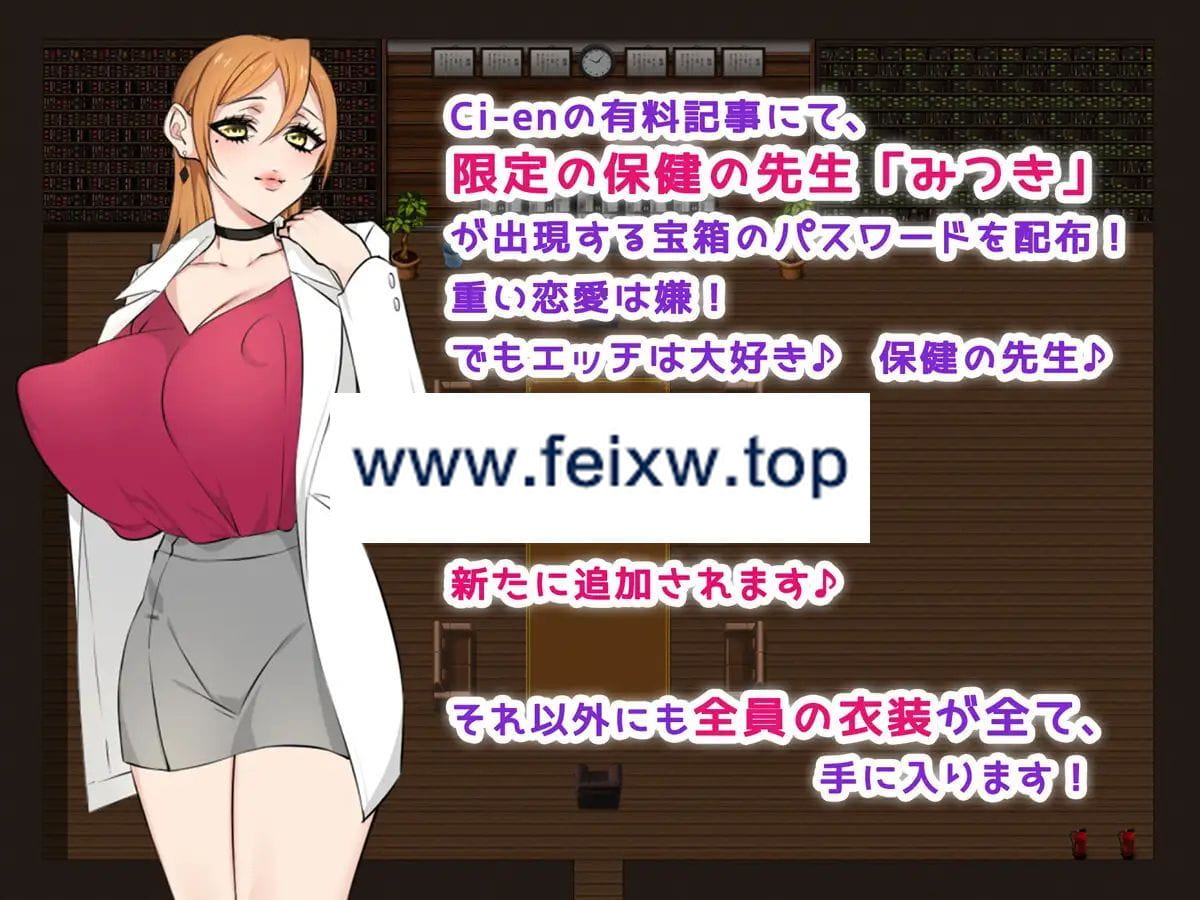 Ci-enの有料記事にて、
限定の保健の先生「みつき」
が出現する宝箱のパスワードを配布！
重い恋愛は嫌！
でもエッチは大好き♪　保健の先生♪
www.feixw.top
新たに追加されます♪
それ以外にも全員の衣装が全て、
手に入ります！